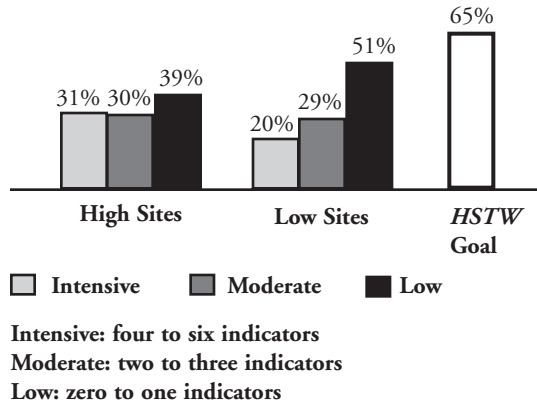 65%
51%
39%
31% 30%
29%
20%
High Sites
Low Sites
HSTW
Goal
Intensive
Moderate
Low
Intensive: four to six indicators
Moderate: two to three indicators
Low: zero to one indicators